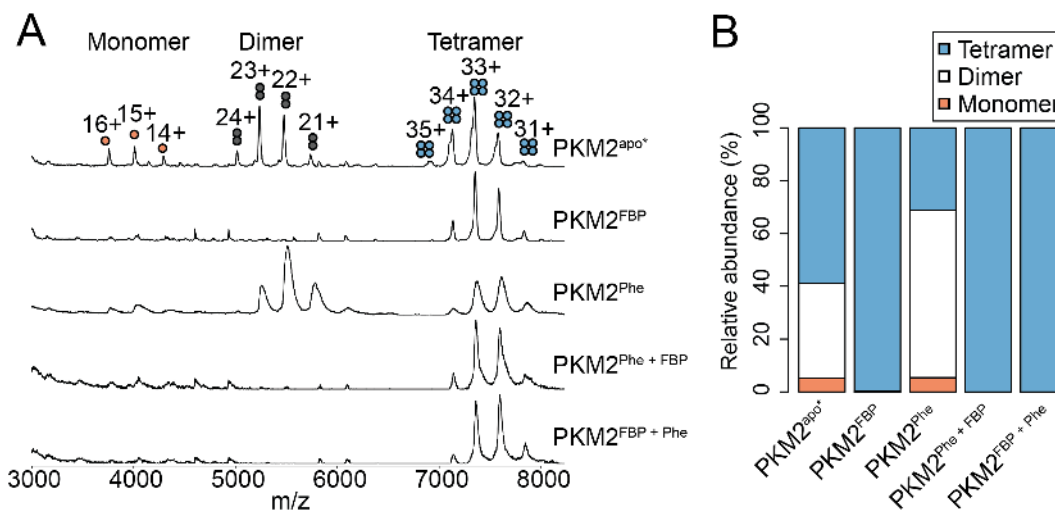 A
Monomer
Dimer
Tetramer
16+
15+
14+
24+
23+
22+
21+
35+
34+
33+
32+
31+
PKM2apo*
PKM2FBP
PKM2Phe
PKM2Phe + FBP
PKM2FBP + Phe
3000
4000
5000
6000
7000
8000
m/z
B
Tetramer
Dimer
Monomer
Relative abundance (%)
100
80
60
40
20
0
PKM2apo*
PKM2FBP
PKM2Phe
PKM2Phe + FBP
PKM2FBP + Phe